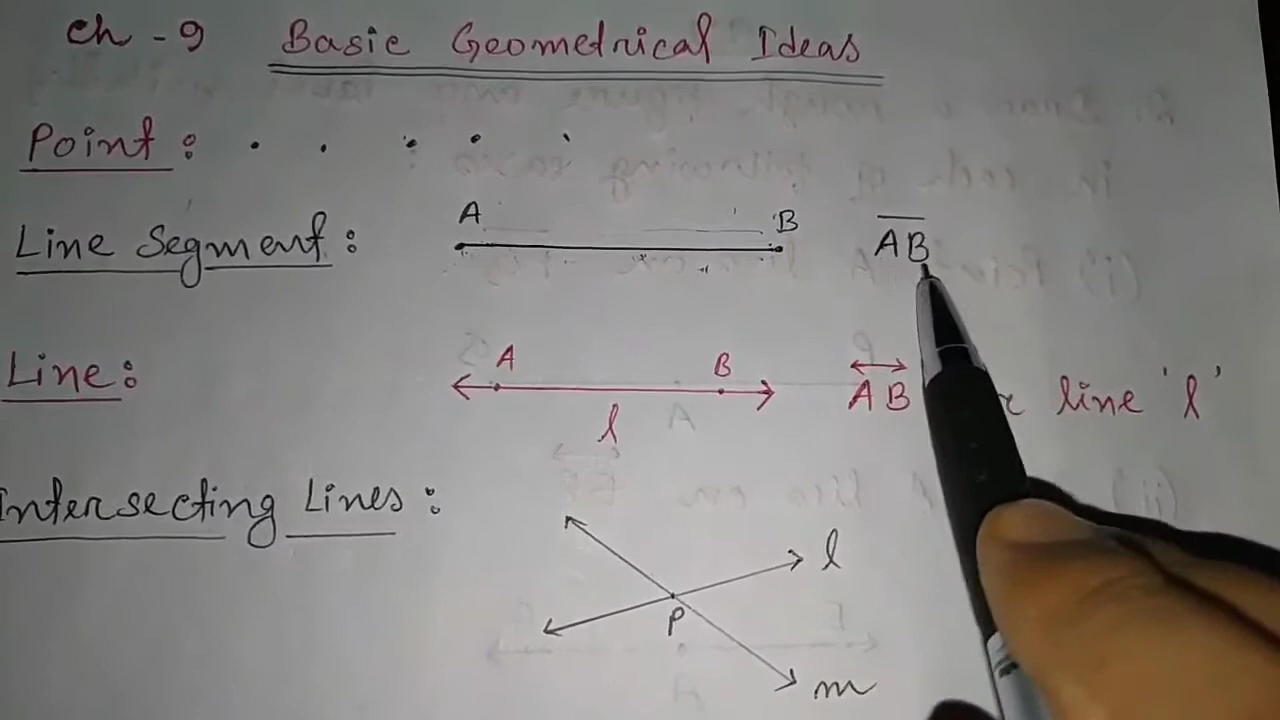 Ch - 9 Basic Geometrical Ideas
Point :
Line Segment : A B A̅B̅
Line : A B l A B line 'l'
Intersecting Lines :
l
P
m